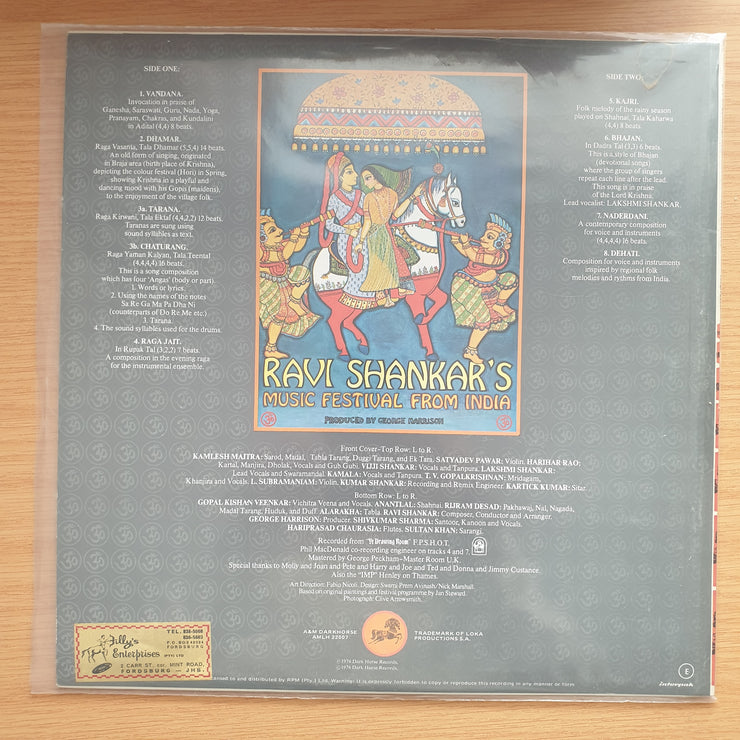 SIDE ONE:
1. VANDANA.
Invocation in praise of
Ganesha, Saraswati, Guru, Nada, Yoga,
Pranayam, Chakras, and Kundalini
in Adital (4,4) 8 beats.
2. DHAMAR.
Raga Vasanta, Tala Dhamar (5,5,4) 14 beats.
An old form of singing, originated
in Braja area (birth place of Krishna),
depicting the colour festival (Hori) in Spring,
showing Krishna in a playful and
dancing mood with his Gopis (maidens),
to the enjoyment of the village folk.
3a. TARANA.
Raga Kirwani, Tala Ektal (4,4,2,2) 12 beats.
Taranas are sung using
sound syllables as text.
3b. CHATURANG.
Raga Yaman Kalyan, Tala Teental
(4,4,4,4) 16 beats.
This is a song composition
which has four 'Angas' (body or part).
1. Words or lyrics.
2. Using the names of the notes
Sa Re Ga Ma Pa Dha Ni
(counterparts of Do Re Me etc.)
3. Tarana.
4. The sound syllables used for the drums.
4. RAGA JAIT.
In Rupak Tal (3,2,2) 7 beats.
A composition in the evening raga
for the instrumental ensemble.
SIDE TWO:
5. KAJRI.
Folk melody of the rainy season
played on Shahnai, Tala Kaharwa
(4,4) 8 beats.
6. BHAJAN.
In Dadra Tal (3,3) 6 beats.
This is a style of Bhajan
(devotional songs)
where the group of singers
repeat each line after the lead.
This song is in praise
of the Lord Krishna;
Lead vocalist: LAKSHMI SHANKAR.
7. NADERDANI.
A contemporary composition
for voice and instruments
(4,4,4,4) 16 beats.
8. DEHATI.
Composition for voice and instruments
inspired by regional folk
melodies and rythms from India.
RAVI SHANKAR'S
MUSIC FESTIVAL FROM INDIA
PRODUCED BY GEORGE HARRISON
Front Cover-Top Row: L to R.
KAMLESH MAITRA: Sarod, Madal, Tabla Tarang, Duggi Tarang, and Ek Tara. SATYADEV PAWAR: Violin. HARIHAR RAO:
Kartal, Manjira, Dholak, Vocals and Gub Gubi. VIJJI SHANKAR: Vocals and Tanpura. LAKSHMI SHANKAR:
Lead Vocals and Swaramandal. KAMALA: Vocals and Tanpura. T. V. GOPALKRISHNAN: Mridagam,
Khanjira and Vocals. L. SUBRAMANIAM: Violin. KUMAR SHANKAR: Recording and Remix Engineer. KARTICK KUMAR: Sitar.
Bottom Row: L to R.
GOPAL KISHAN VEENKAR: Vichitra Veena and Vocals. ANANTLAL: Shahnai. RIJRAM DESAD: Pakhawaj, Nal, Nagada,
Madal Tarang, Huduk, and Duff. ALARAKHA: Tabla. RAVI SHANKAR: Composer, Conductor and Arranger.
GEORGE HARRISON: Producer. SHIVKUMAR SHARMA: Santoor, Kanoon and Vocals.
HARIPRASAD CHAURASIA: Flutes. SULTAN KHAN: Sarangi.
Recorded from "Ye Drawing Room" F.P.S.H.O.T.
Phil MacDonald co-recording engineer on tracks 4 and 7.
Mastered by George Peckham-Master Room U.K.
Special thanks to Molly and Joan and Pete and Harry and Joe and Ted and Donna and Jimmy Custance.
Also the "IMP" Henley on Thames.
Art Direction: Fabio Nicoli. Design: Swami Prem Avinash/Nick Marshall.
Based on original paintings and festival programme by Jan Steward.
Photograph: Clive Arrowsmith.
A&M DARKHORSE
AMLH 22007
TRADEMARK OF LOKA
PRODUCTIONS S.A.
© 1976 Dark Horse Records.
℗ 1976 Dark Horse Records.
and distributed by RPM (Pty.) Ltd. Warning: It is expressly forbidden to copy or reproduce this recording in any manner or form
Jilly's
Enterprises
(PTY) LTD
TEL.
P.O. BOX
FORDSBURG
2 CARR ST. cor. MINT ROAD,
FORDSBURG JHB.
E
interpak